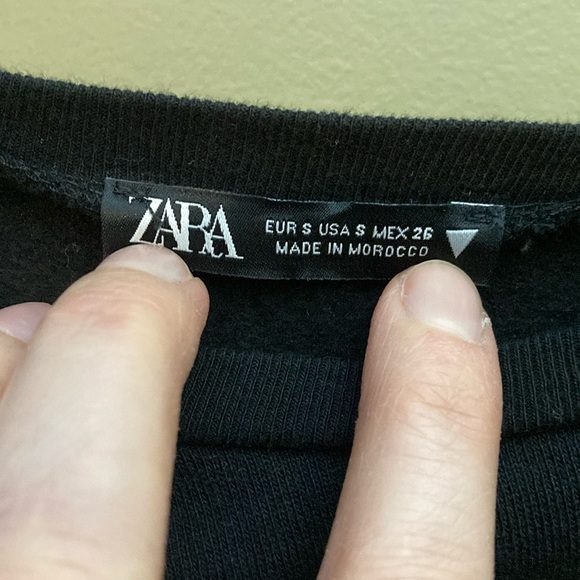 ZARA
EUR S USA S MEX 26
MADE IN MOROCCO